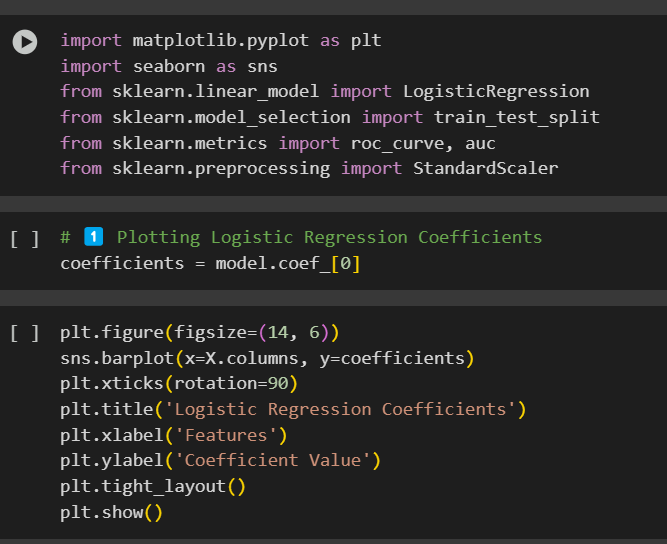 import matplotlib.pyplot as plt
import seaborn as sns
from sklearn.linear_model import LogisticRegression
from sklearn.model_selection import train_test_split
from sklearn.metrics import roc_curve, auc
from sklearn.preprocessing import StandardScaler
[ ] # 1️⃣ Plotting Logistic Regression Coefficients
coefficients = model.coef_[0]
[ ] plt.figure(figsize=(14, 6))
sns.barplot(x=X.columns, y=coefficients)
plt.xticks(rotation=90)
plt.title('Logistic Regression Coefficients')
plt.xlabel('Features')
plt.ylabel('Coefficient Value')
plt.tight_layout()
plt.show()